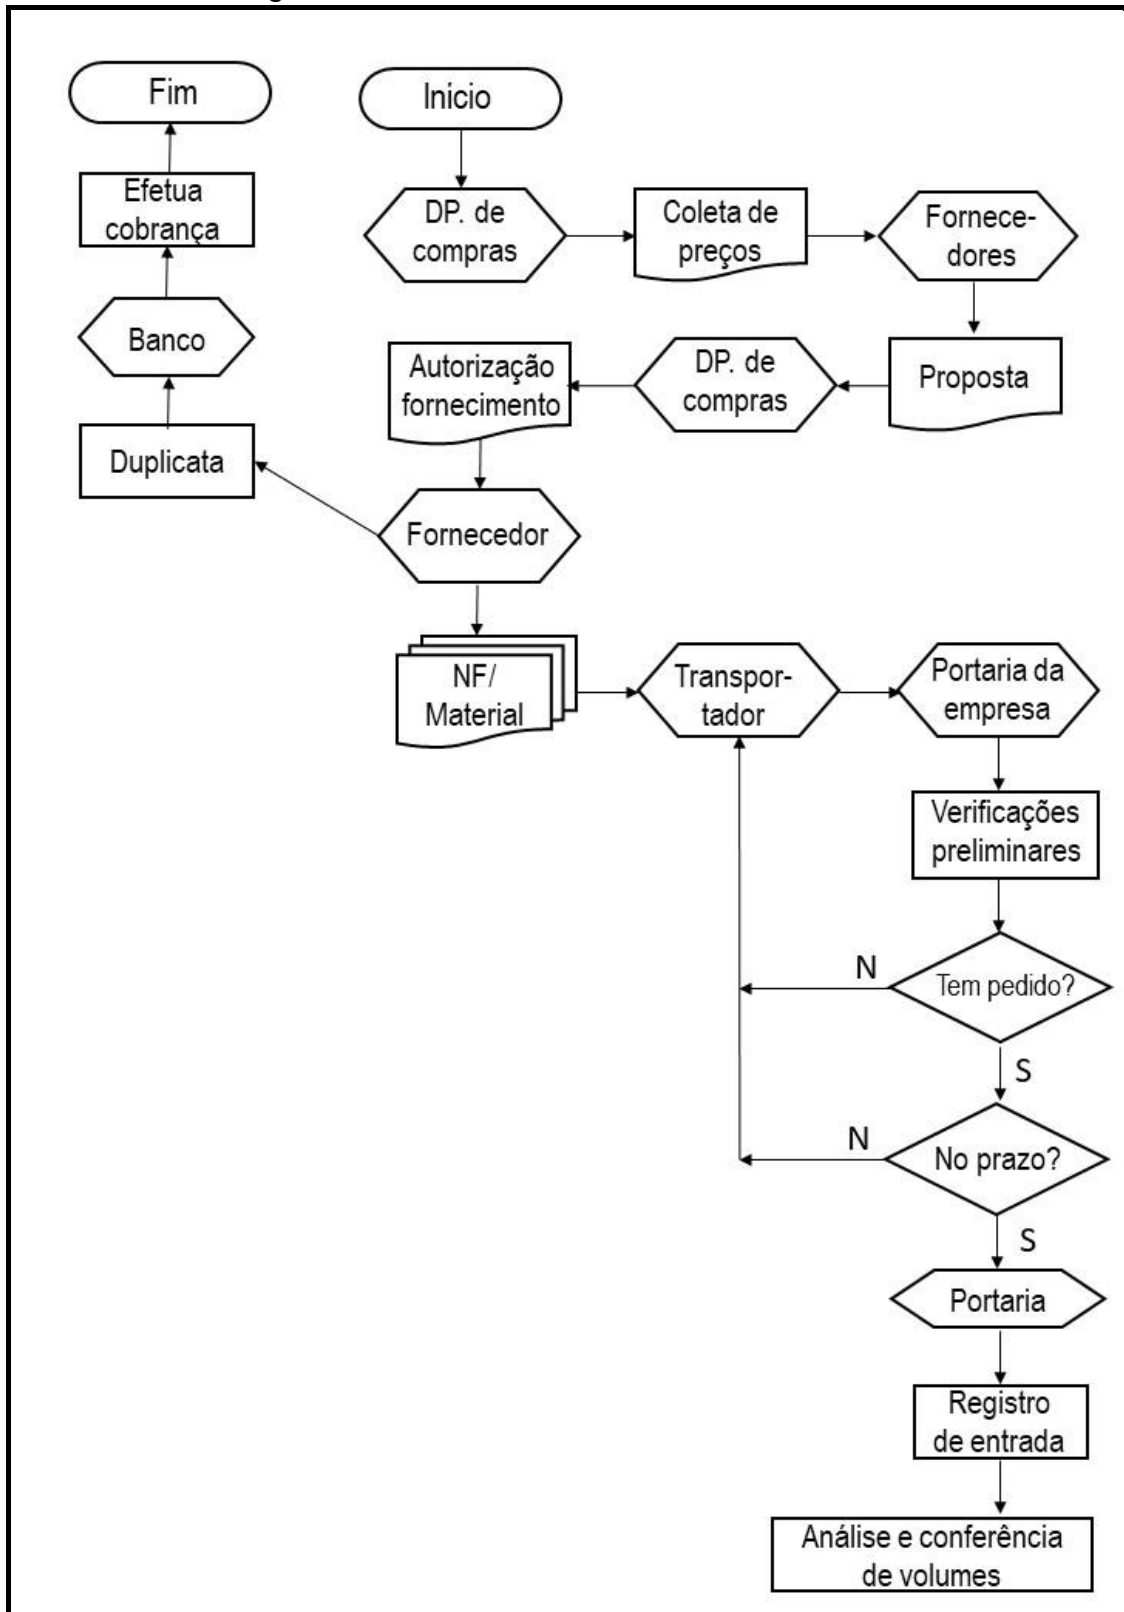 Fim
Início
Efetua
cobrança
DP. de
compras
Coleta de
preços
Fornece-
dores
Banco
Autorização
fornecimento
DP. de
compras
Proposta
Duplicata
Fornecedor
NF/
Material
Transpor-
tador
Portaria da
empresa
Verificações
preliminares
N
Tem pedido?
S
N
No prazo?
S
Portaria
Registro
de entrada
Análise e conferência
de volumes